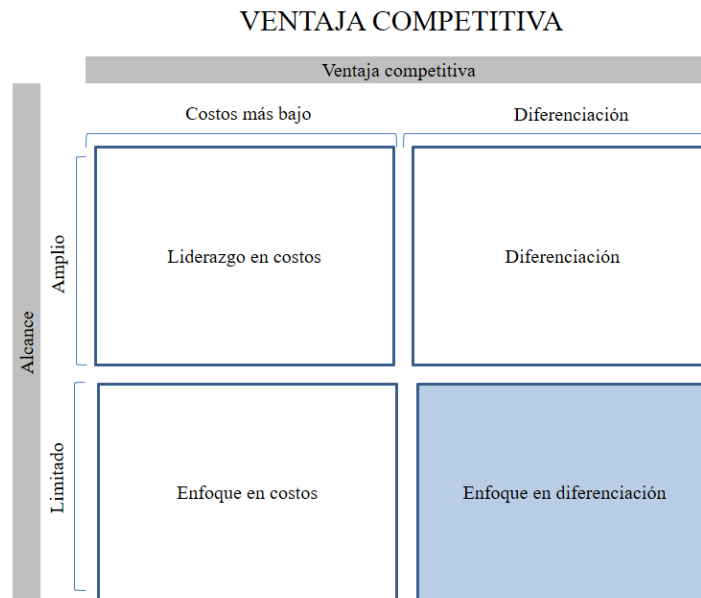 VENTAJA COMPETITIVA
Ventaja competitiva
Costos más bajo
Diferenciación
Alcance
Amplio
Liderazgo en costos
Diferenciación
Limitado
Enfoque en costos
Enfoque en diferenciación